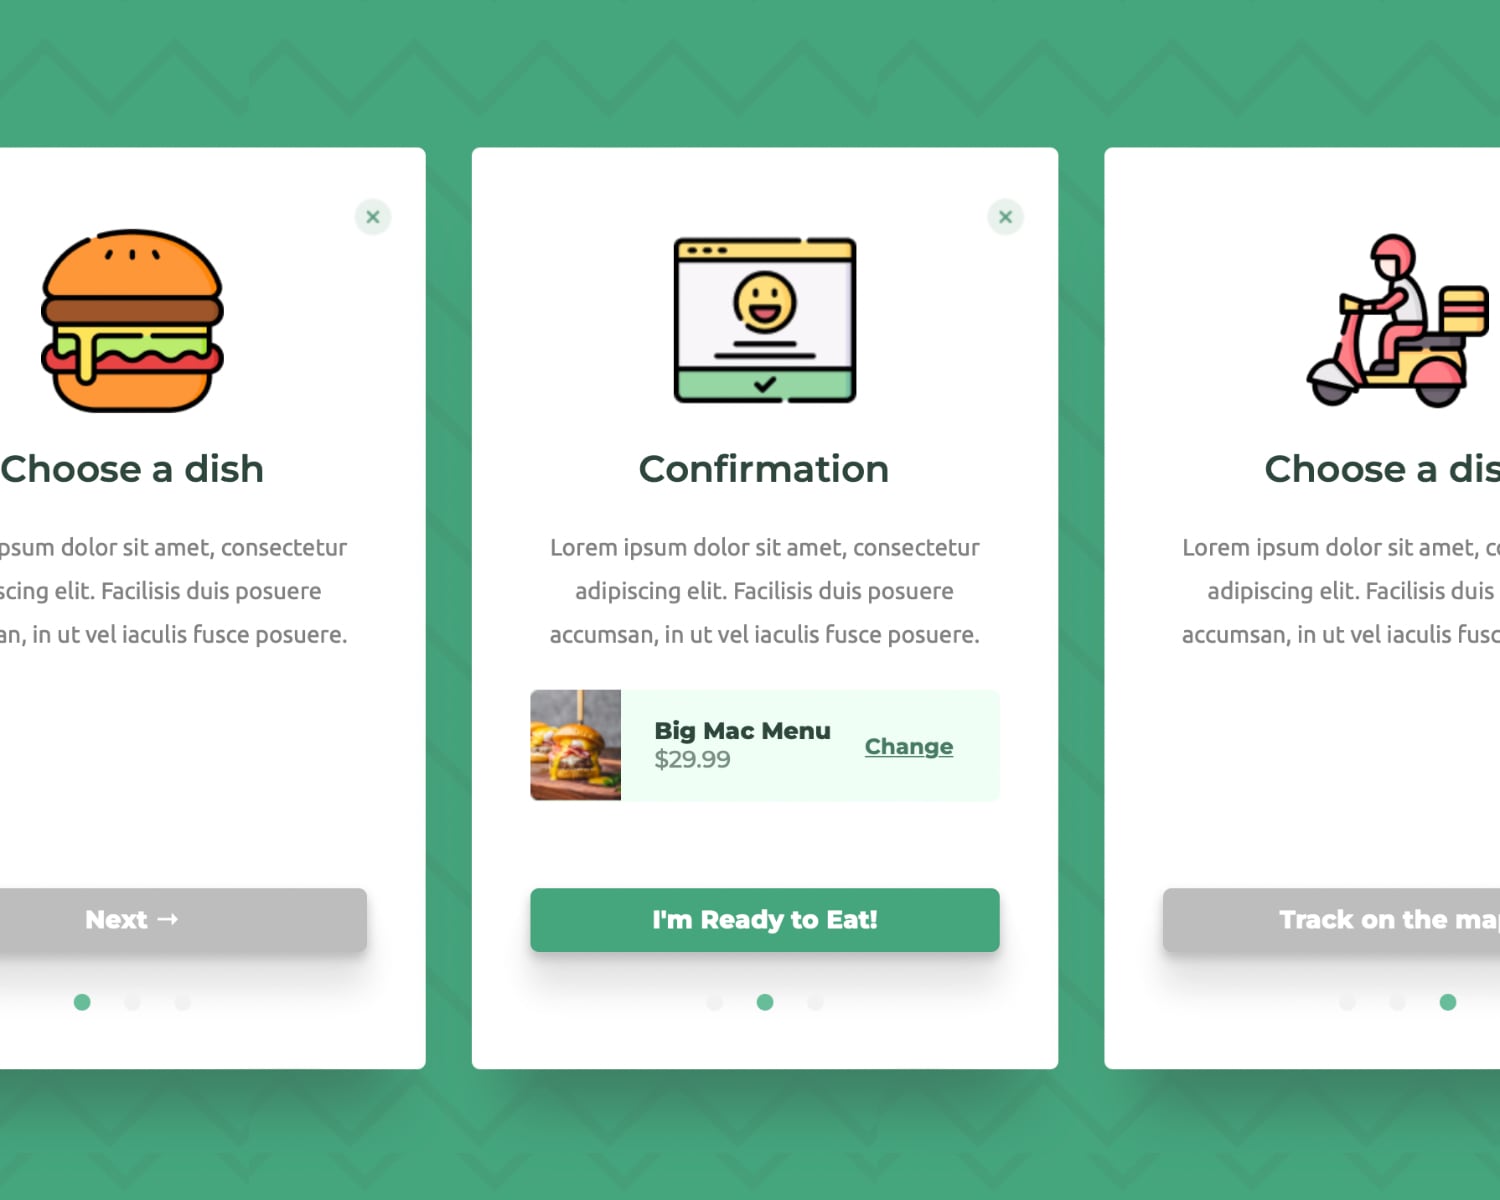 Choose a dish
psum dolor sit amet, consectetur
scing elit. Facilisis duis posuere
an, in ut vel iaculis fusce posuere.
Next →
Confirmation
Lorem ipsum dolor sit amet, consectetur
adipiscing elit. Facilisis duis posuere
accumsan, in ut vel iaculis fusce posuere.
Big Mac Menu
$29.99
Change
I'm Ready to Eat!
Choose a dis
Lorem ipsum dolor sit amet, co
adipiscing elit. Facilisis duis
accumsan, in ut vel iaculis fusc
Track on the map